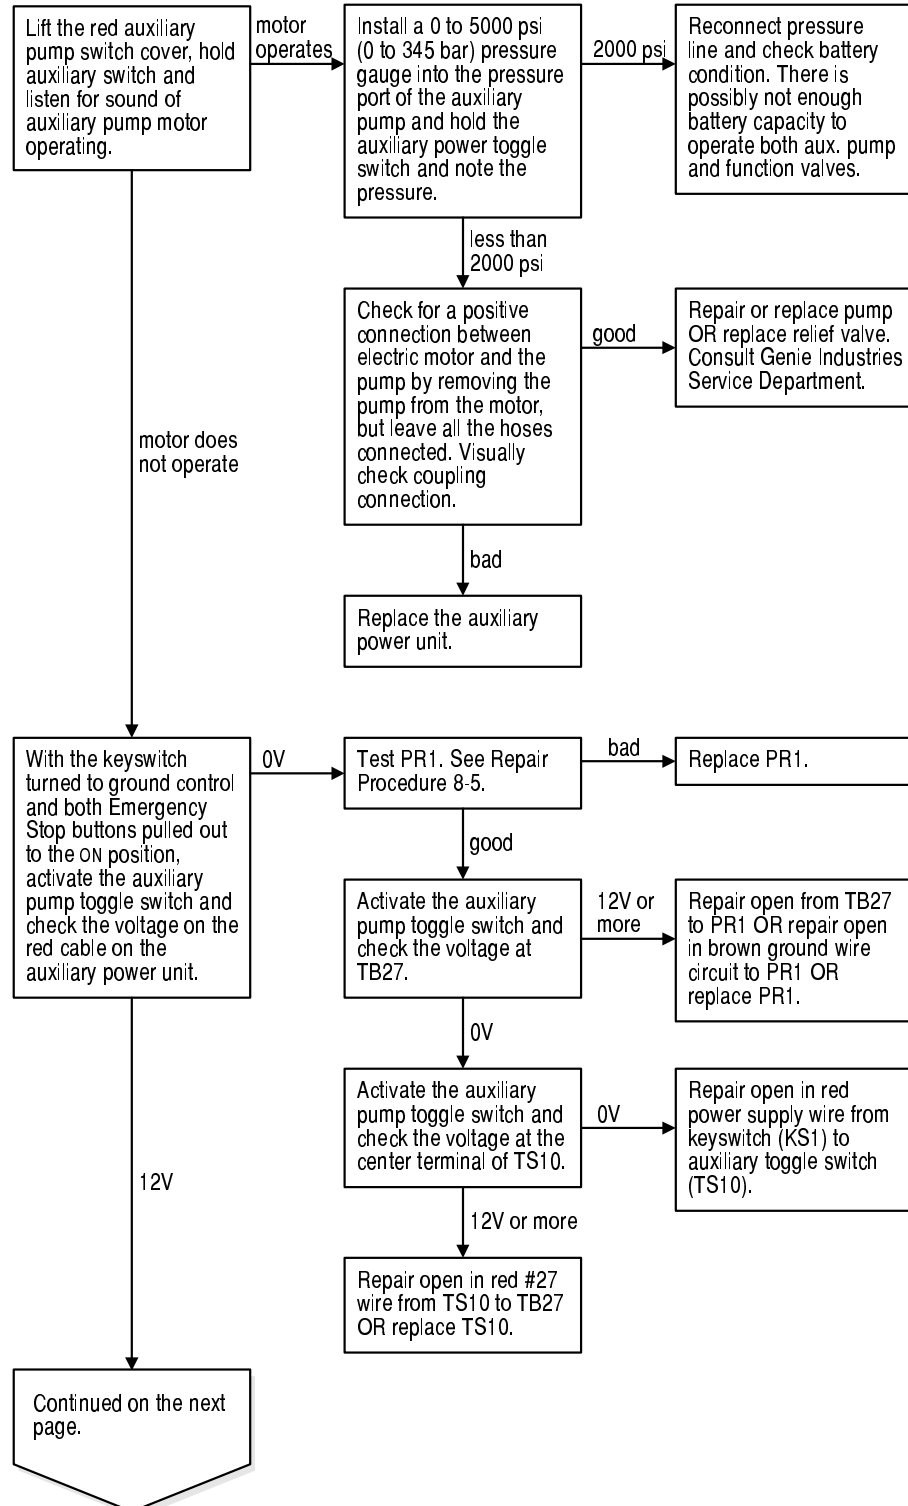 Lift the red auxiliary
pump switch cover, hold
auxiliary switch and
listen for sound of
auxiliary pump motor
operating.
motor
operates
Install a 0 to 5000 psi
(0 to 345 bar) pressure
gauge into the pressure
port of the auxiliary
pump and hold the
auxiliary power toggle
switch and note the
pressure.
2000 psi
Reconnect pressure
line and check battery
condition. There is
possibly not enough
battery capacity to
operate both aux. pump
and function valves.
less than
2000 psi
Check for a positive
connection between
electric motor and the
pump by removing the
pump from the motor,
but leave all the hoses
connected. Visually
check coupling
connection.
good
Repair or replace pump
OR replace relief valve.
Consult Genie Industries
Service Department.
motor does
not operate
bad
Replace the auxiliary
power unit.
With the keyswitch
turned to ground control
and both Emergency
Stop buttons pulled out
to the ON position,
activate the auxiliary
pump toggle switch and
check the voltage on the
red cable on the
auxiliary power unit.
0V
Test PR1. See Repair
Procedure 8-5.
bad
Replace PR1.
good
Activate the auxiliary
pump toggle switch and
check the voltage at
TB27.
12V or
more
Repair open from TB27
to PR1 OR repair open
in brown ground wire
circuit to PR1 OR
replace PR1.
0V
Activate the auxiliary
pump toggle switch and
check the voltage at the
center terminal of TS10.
0V
Repair open in red
power supply wire from
keyswitch (KS1) to
auxiliary toggle switch
(TS10).
12V
12V or more
Repair open in red #27
wire from TS10 to TB27
OR replace TS10.
Continued on the next
page.